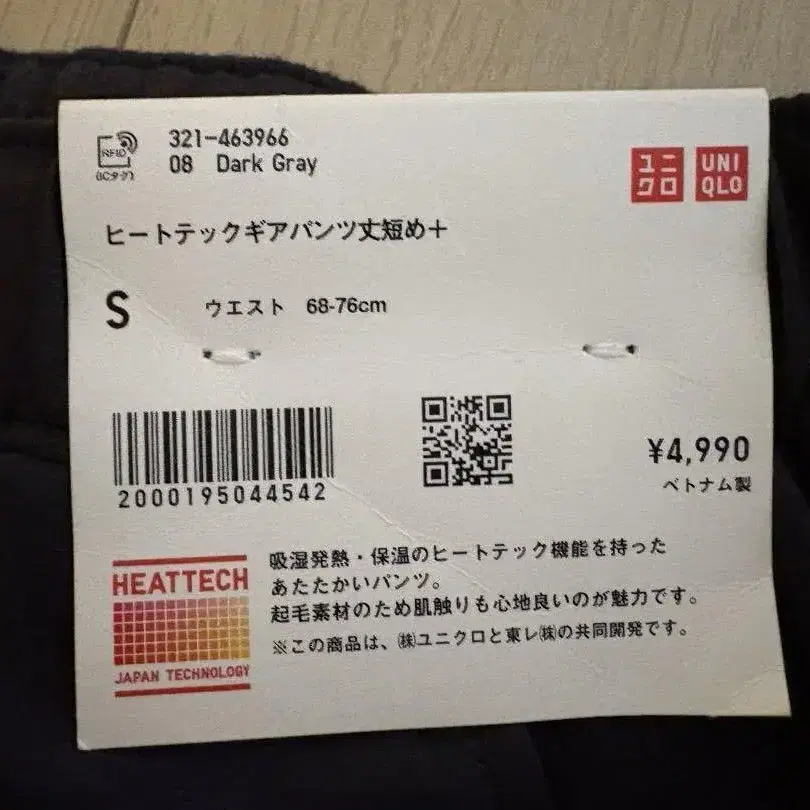 RFID
(ICタグ)
321-463966
08 Dark Gray
ユニ
クロ
UNI
QLO
ヒートテックギアパンツ丈短め＋
S ウエスト 68-76cm
2000195044542
¥4,990
ベトナム製
HEATTECH
JAPAN TECHNOLOGY
吸湿発熱・保温のヒートテック機能を持った
あたたかいパンツ。
起毛素材のため肌触りも心地良いのが魅力です。
※この商品は、㈱ユニクロと東レ㈱の共同開発です。